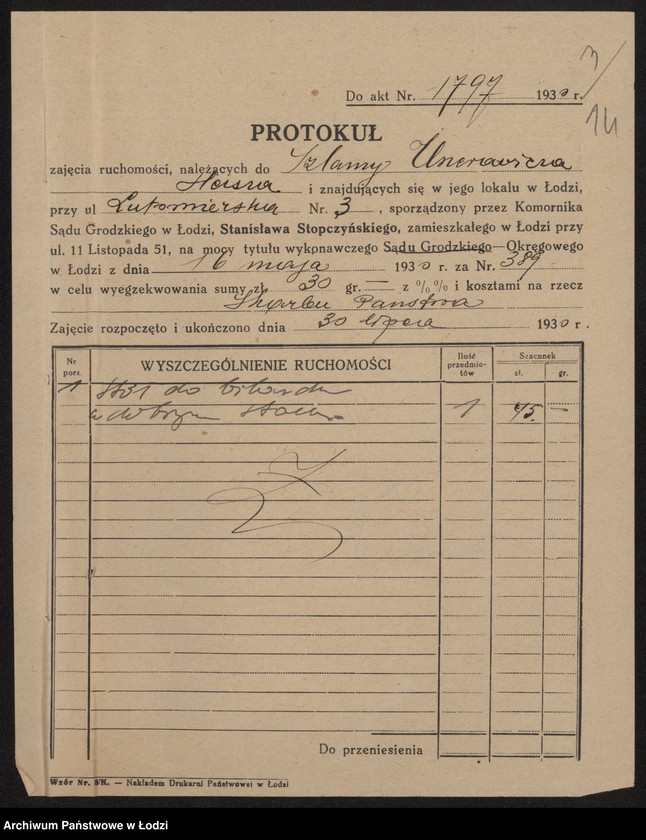 3/
14
Do akt Nr. 1797 1930 r.
PROTOKUŁ
zajęcia ruchomości, należących do Szlamy
i znajdujących się w jego lokalu w Łodzi,
przy ul Lutomierska Nr. 3, sporządzony przez Komornika
Sądu Grodzkiego w Łodzi, Stanisława Stopczyńskiego, zamieszkałego w Łodzi przy
ul. 11 Listopada 51, na mocy tytułu wykonawczego Sądu Grodzkiego—Okręgowego
w Łodzi z dnia 16 maja 1930 r. za Nr. 389
w celu wyegzekwowania sumy zł. 30 gr. — z %% i kosztami na rzecz
Skarbu Państwa
Zajęcie rozpoczęto i ukończono dnia 30 lipca 1930 r.
Nr porz. WYSZCZEGÓLNIENIE RUCHOMOŚCI Ilość przedmiotów Szacunek zł. gr.
1 Stół do bilardu
w dobrym stanie 1 45 —
Do przeniesienia
Wzór Nr. 8/K. — Nakładem Drukarni Państwowej w Łodzi
Archiwum Państwowe w Łodzi